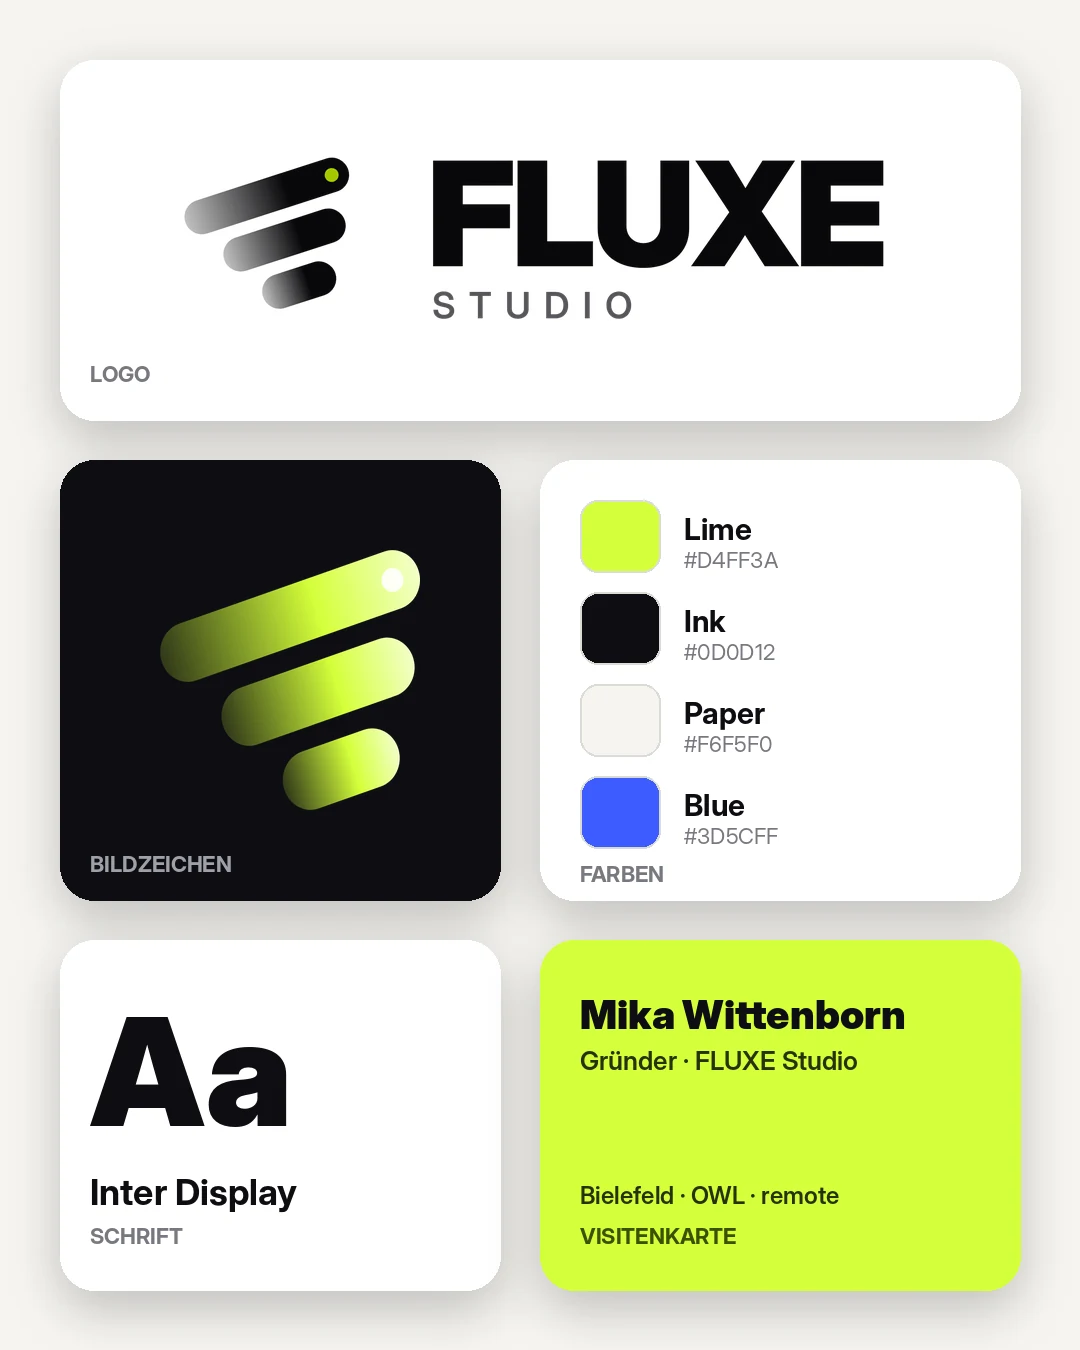 FLUXE
STUDIO
LOGO
BILDZEICHEN
Lime
#D4FF3A
Ink
#0D0D12
Paper
#F6F5F0
Blue
#3D5CFF
FARBEN
Aa
Inter Display
SCHRIFT
Mika Wittenborn
Gründer · FLUXE Studio
Bielefeld · OWL · remote
VISITENKARTE